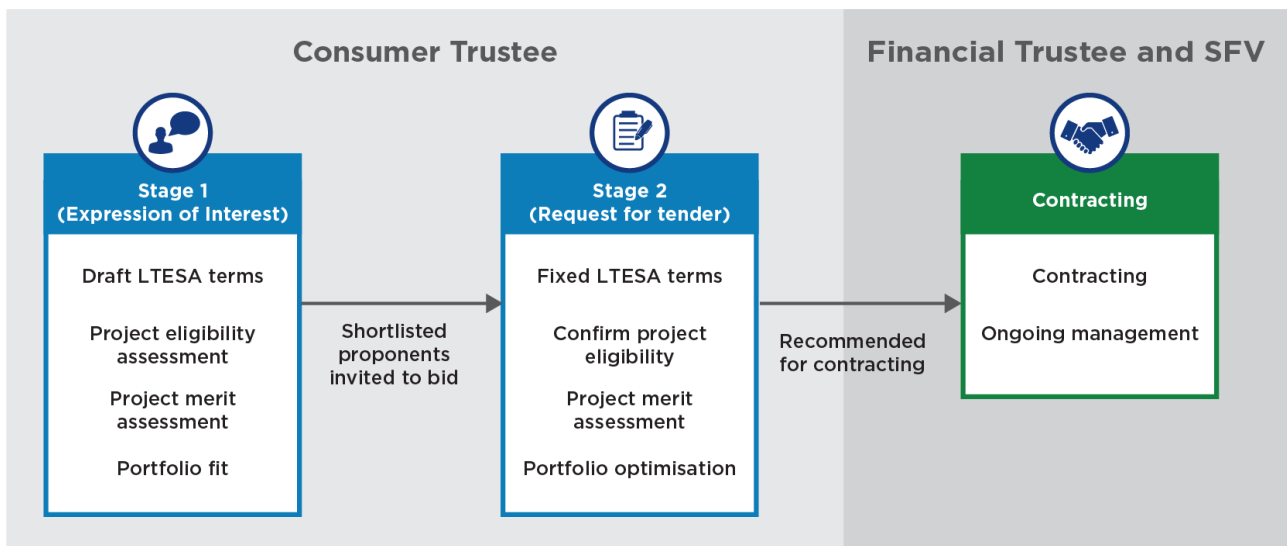 Consumer Trustee
Financial Trustee and SFV
Stage 1
(Expression of Interest)
Draft LTESA terms
Project eligibility
assessment
Project merit
assessment
Portfolio fit
Shortlisted
proponents
invited to bid
Stage 2
(Request for tender)
Fixed LTESA terms
Confirm project
eligibility
Project merit
assessment
Portfolio optimisation
Recommended
for contracting
Contracting
Contracting
Ongoing management